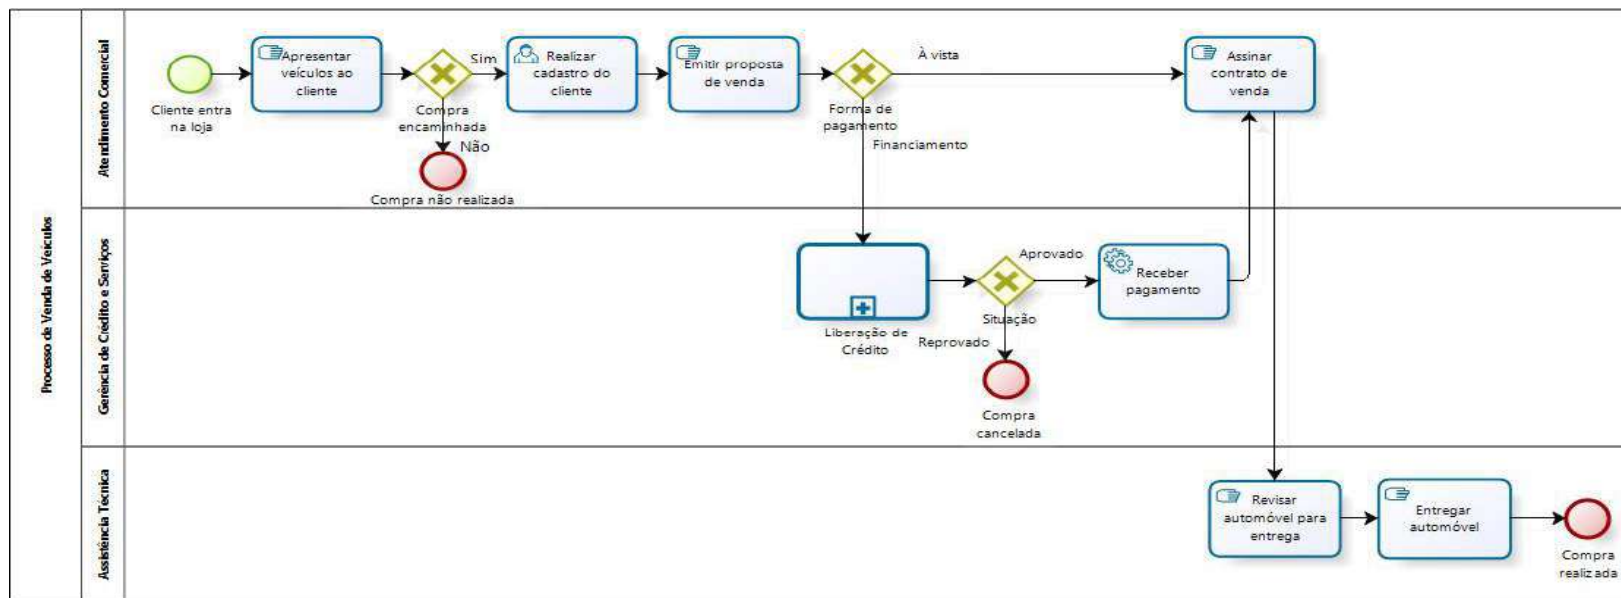 Processo de Venda de Veículos
Atendimento Comercial
Cliente entra
na loja
Apresentar
veículos ao
cliente
Sim
Compra
encaminhada
Não
Compra não realizada
Realizar
cadastro do
cliente
Emitir proposta
de venda
À vista
Forma de
pagamento
Financiamento
Assinar
contrato de
venda
Gerência de Crédito e Serviços
Liberação de
Crédito
Aprovado
Situação
Reprovado
Compra
cancelada
Receber
pagamento
Assistência Técnica
Revisar
automóvel para
entrega
Entregar
automóvel
Compra
realizada